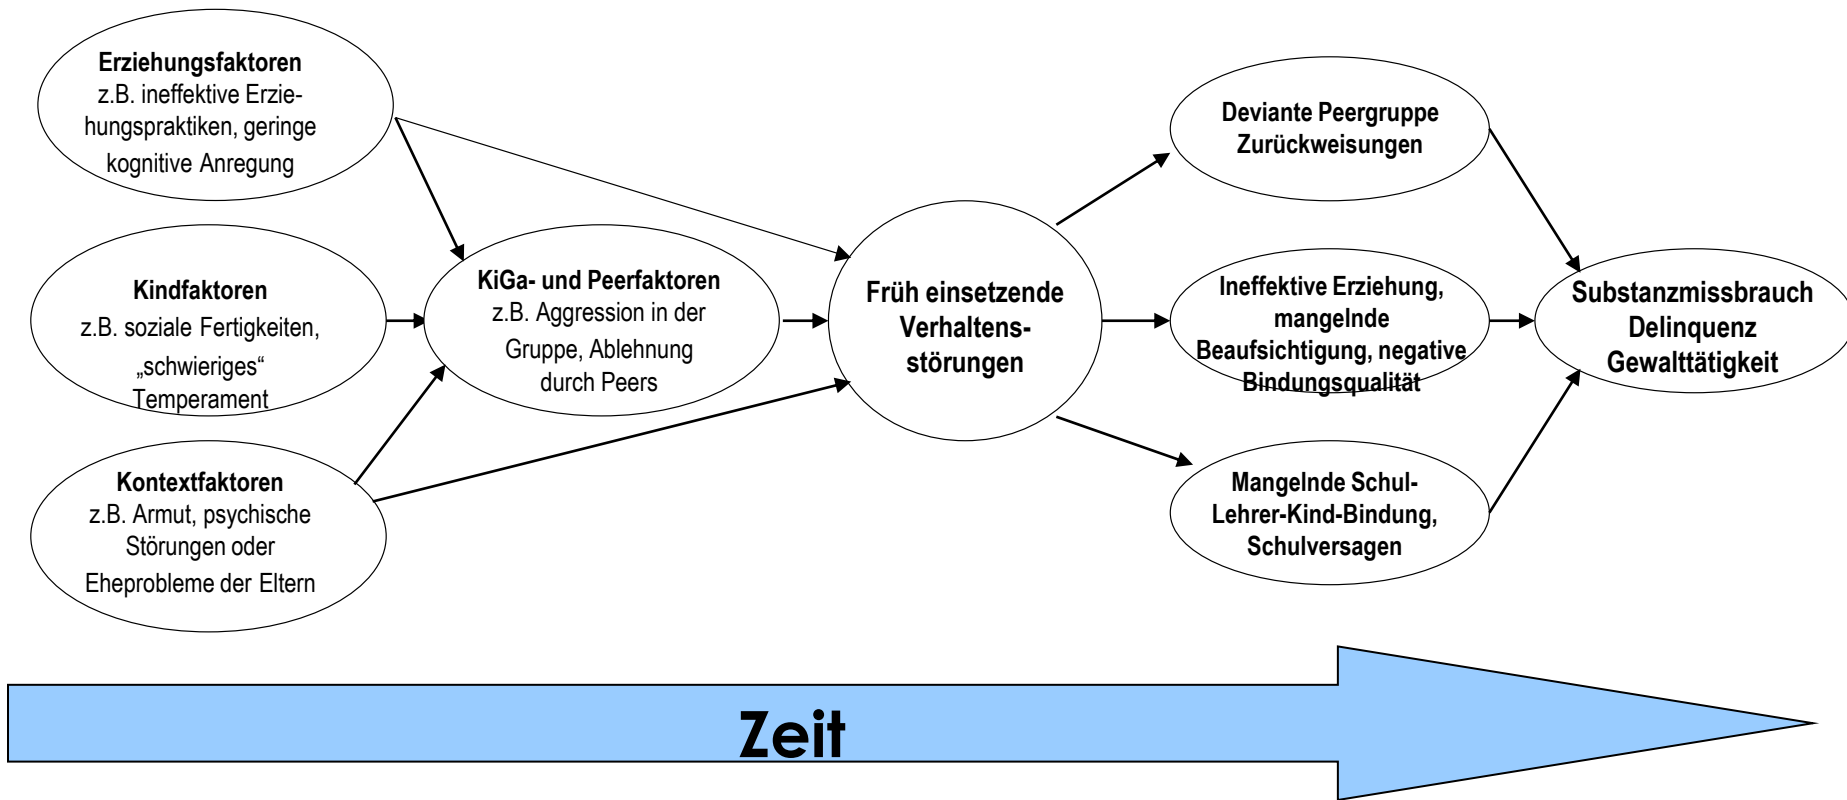 Erziehungsfaktoren
z.B. ineffektive Erzie-
hungspraktiken, geringe
kognitive Anregung
Kindfaktoren
z.B. soziale Fertigkeiten,
„schwieriges“
Temperament
Kontextfaktoren
z.B. Armut, psychische
Störungen oder
Eheprobleme der Eltern
KiGa- und Peerfaktoren
z.B. Aggression in der
Gruppe, Ablehnung
durch Peers
Früh einsetzende
Verhaltens-
störungen
Deviante Peergruppe
Zurückweisungen
Ineffektive Erziehung,
mangelnde
Beaufsichtigung, negative
Bindungsqualität
Mangelnde Schul-
Lehrer-Kind-Bindung,
Schulversagen
Substanzmissbrauch
Delinquenz
Gewalttätigkeit
Zeit